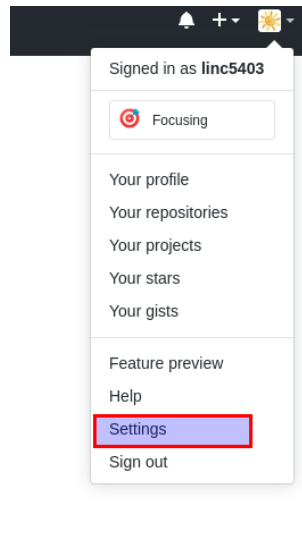 Signed in as linc5403
Focusing
Your profile
Your repositories
Your projects
Your stars
Your gists
Feature preview
Help
Settings
Sign out